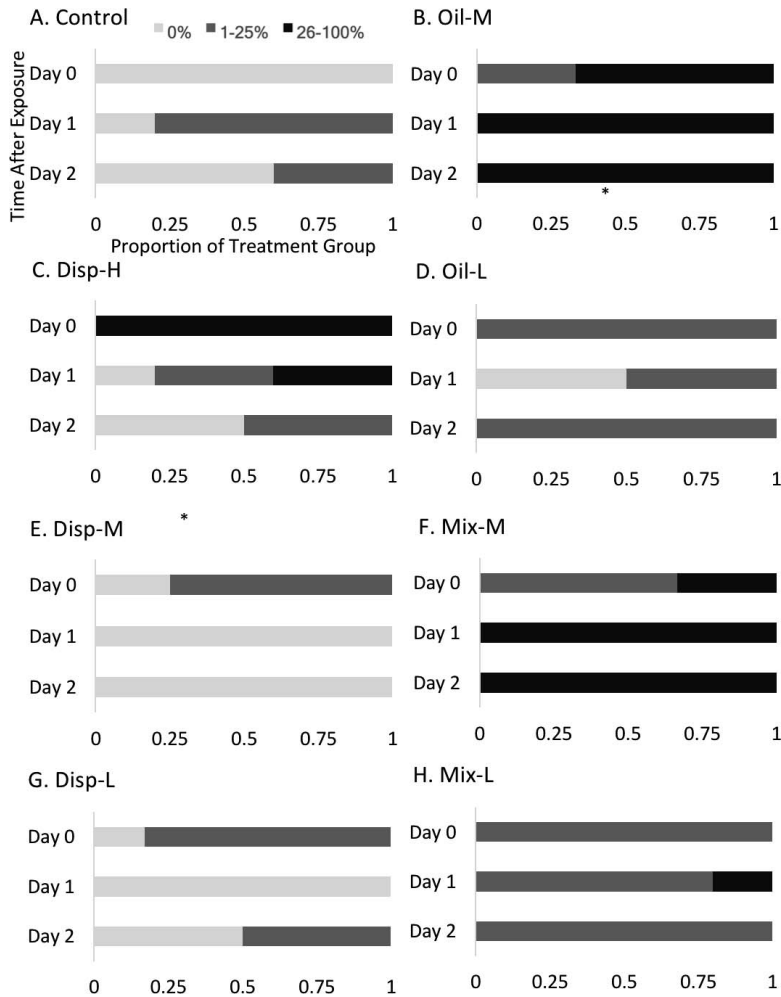 A. Control
0% 1-25% 26-100%
Time After Exposure
Day 0
Day 1
Day 2
0 0.25 0.5 0.75 1
Proportion of Treatment Group
B. Oil-M
Day 0
Day 1
Day 2
*
0 0.25 0.5 0.75 1
C. Disp-H
Day 0
Day 1
Day 2
0 0.25 0.5 0.75 1
D. Oil-L
Day 0
Day 1
Day 2
0 0.25 0.5 0.75 1
*
E. Disp-M
Day 0
Day 1
Day 2
0 0.25 0.5 0.75 1
F. Mix-M
Day 0
Day 1
Day 2
0 0.25 0.5 0.75 1
G. Disp-L
Day 0
Day 1
Day 2
0 0.25 0.5 0.75 1
H. Mix-L
Day 0
Day 1
Day 2
0 0.25 0.5 0.75 1